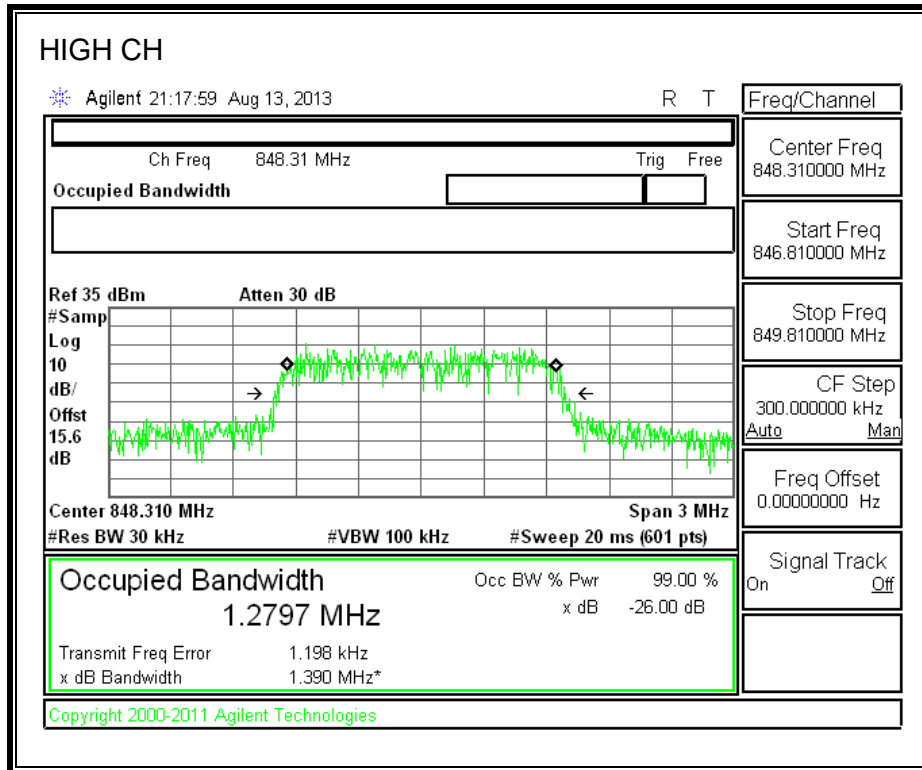 HIGH CH
Agilent 21:17:59 Aug 13, 2013 R T
Freq/Channel
Ch Freq 848.31 MHz Trig Free
Occupied Bandwidth
Center Freq
848.310000 MHz
Start Freq
846.810000 MHz
Stop Freq
849.810000 MHz
CF Step
300.000000 kHz
Auto Man
Freq Offset
0.00000000 Hz
Signal Track
On Off
Ref 35 dBm Atten 30 dB
#Samp
Log
10
dB/
Offst
15.6
dB
Center 848.310 MHz Span 3 MHz
#Res BW 30 kHz #VBW 100 kHz #Sweep 20 ms (601 pts)
Occupied Bandwidth Occ BW % Pwr 99.00 %
1.2797 MHz x dB -26.00 dB
Transmit Freq Error 1.198 kHz
x dB Bandwidth 1.390 MHz*
Copyright 2000-2011 Agilent Technologies